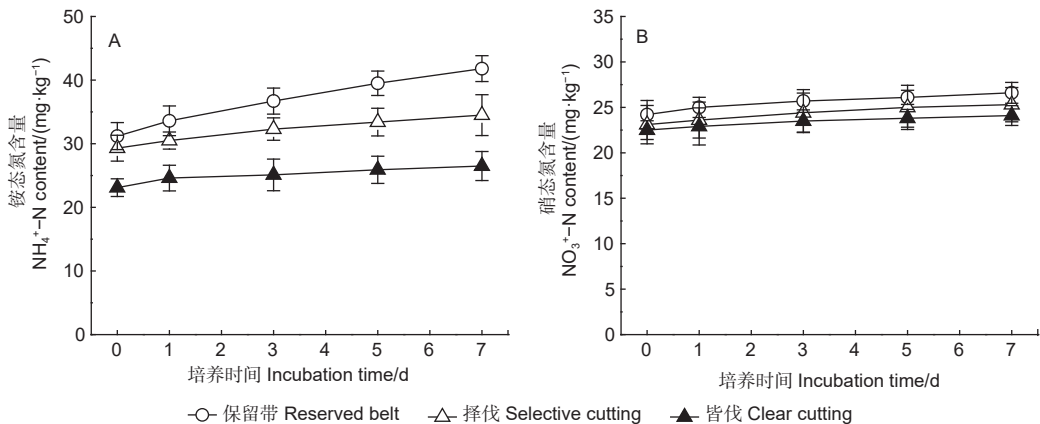 A
50
40
30
20
10
0
铵态氮含量
NH₄⁺−N content/(mg·kg⁻¹)
0 1 2 3 4 5 6 7
培养时间 Incubation time/d
B
35
30
25
20
15
10
5
0
硝态氮含量
NO₃⁺−N content/(mg·kg⁻¹)
0 1 2 3 4 5 6 7
培养时间 Incubation time/d
保留带 Reserved belt 择伐 Selective cutting 皆伐 Clear cutting